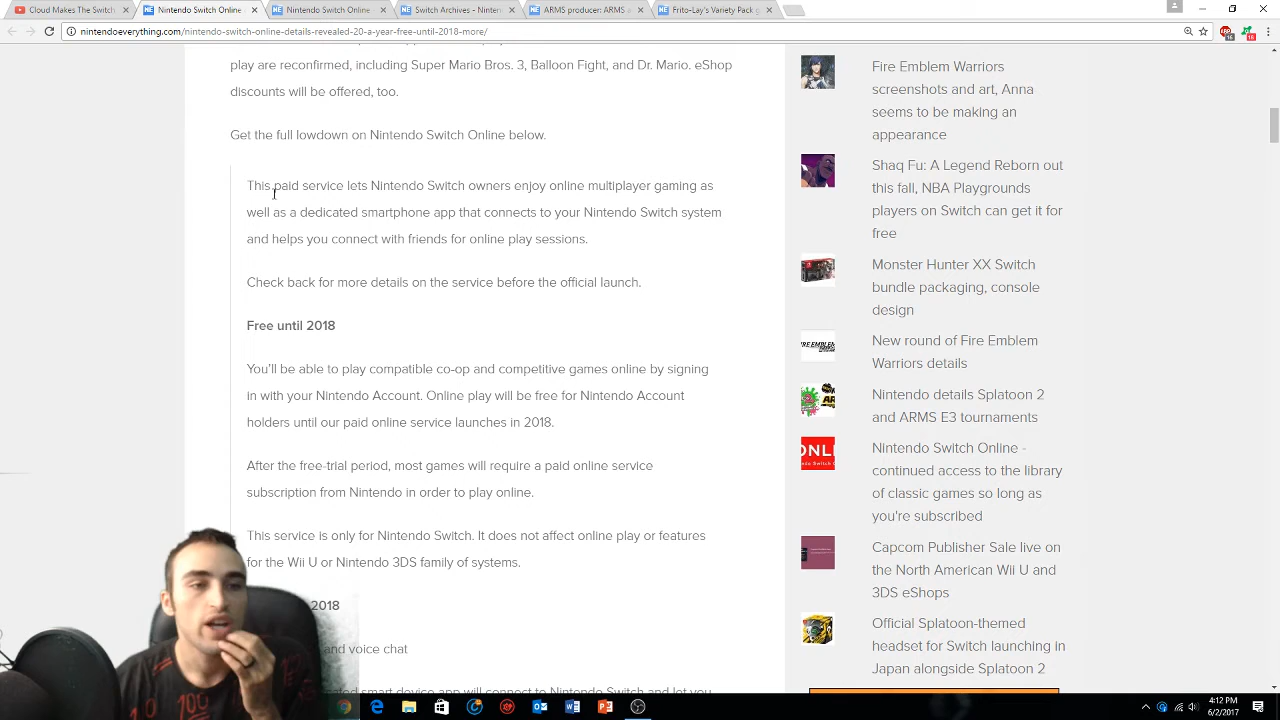 Cloud Makes The Switch
Nintendo Switch Online -
Nintendo Switch Online -
Switch Argentes - Ninten
ARMS producer: ARMS a
Frito-Lay's Variety Pack g
nintendoeverything.com/nintendo-switch-online-details-revealed-20-a-year-free-until-2018-more/
play are reconfirmed, including Super Mario Bros. 3, Balloon Fight, and Dr. Mario. eShop
discounts will be offered, too.
Get the full lowdown on Nintendo Switch Online below.
This paid service lets Nintendo Switch owners enjoy online multiplayer gaming as
well as a dedicated smartphone app that connects to your Nintendo Switch system
and helps you connect with friends for online play sessions.
Check back for more details on the service before the official launch.
Free until 2018
You'll be able to play compatible co-op and competitive games online by signing
in with your Nintendo Account. Online play will be free for Nintendo Account
holders until our paid online service launches in 2018.
After the free-trial period, most games will require a paid online service
subscription from Nintendo in order to play online.
This service is only for Nintendo Switch. It does not affect online play or features
for the Wii U or Nintendo 3DS family of systems.
2018
and voice chat
smart device app will connect to Nintendo Switch and let you
Fire Emblem Warriors
screenshots and art, Anna
seems to be making an
appearance
Shaq Fu: A Legend Reborn out
this fall, NBA Playgrounds
players on Switch can get it for
free
Monster Hunter XX Switch
bundle packaging, console
design
New round of Fire Emblem
Warriors details
Nintendo details Splatoon 2
and ARMS E3 tournaments
Nintendo Switch Online -
continued access to the library
of classic games so long as
you're subscribed
Capcom Publisher Sale live on
the North American Wii U and
3DS eShops
Official Splatoon-themed
headset for Switch launching in
Japan alongside Splatoon 2
4:12 PM
6/2/2017